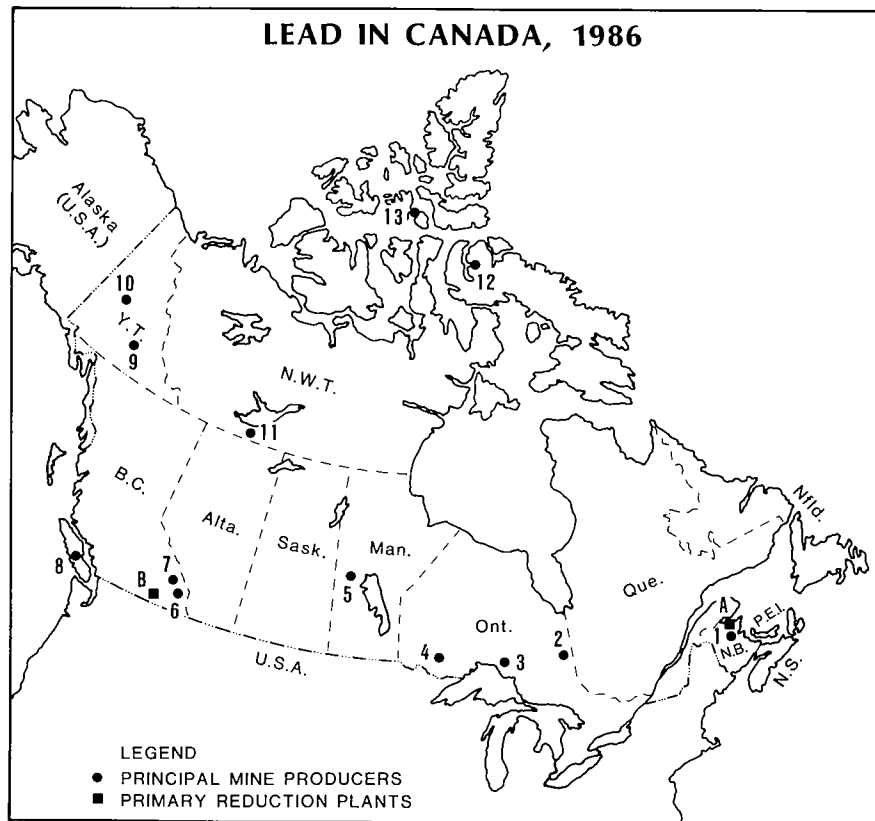 LEAD IN CANADA, 1986
Alaska
(U.S.A.)
13
12
10
Y.T.
9
N.W.T.
11
B.C.
Alta.
Sask.
Man.
Nfld.
8
7
B
6
5
Que.
Ont.
A
P.E.I.
1
N.B.
N.S.
4
3
2
U.S.A.
LEGEND
PRINCIPAL MINE PRODUCERS
PRIMARY REDUCTION PLANTS